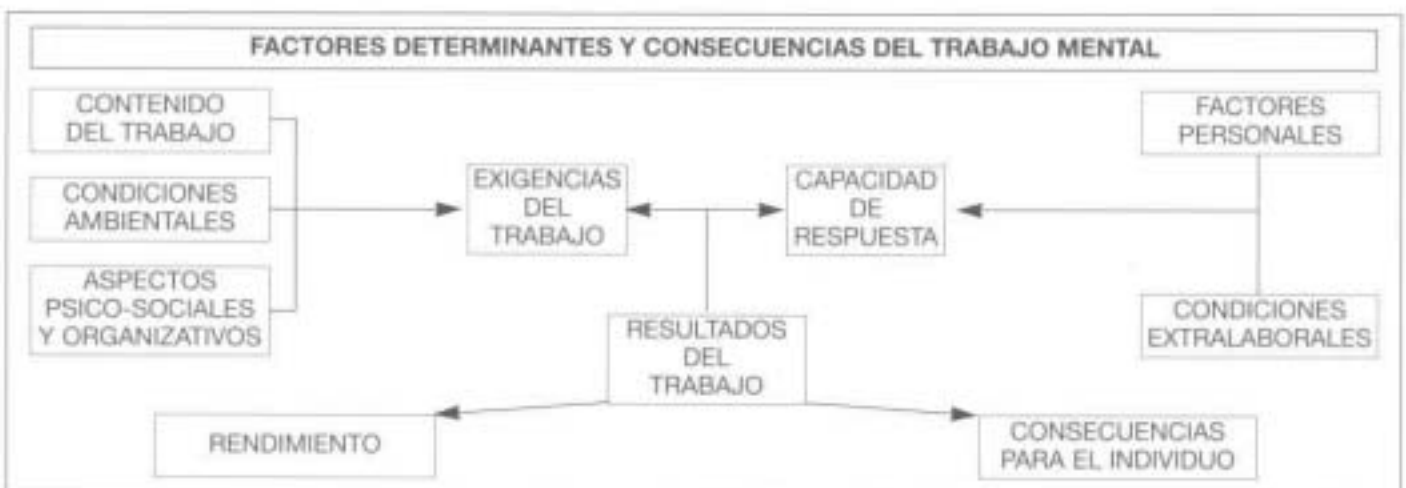 FACTORES DETERMINANTES Y CONSECUENCIAS DEL TRABAJO MENTAL
CONTENIDO
DEL TRABAJO
CONDICIONES
AMBIENTALES
ASPECTOS
PSICO-SOCIALES
Y ORGANIZATIVOS
EXIGENCIAS
DEL
TRABAJO
CAPACIDAD
DE
RESPUESTA
FACTORES
PERSONALES
CONDICIONES
EXTRALABORALES
RESULTADOS
DEL
TRABAJO
RENDIMIENTO
CONSECUENCIAS
PARA EL INDIVIDUO